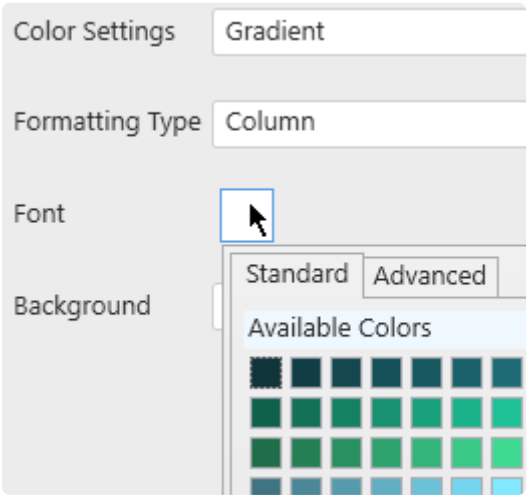 Color Settings Gradient
Formatting Type Column
Font
Standard Advanced
Background
Available Colors